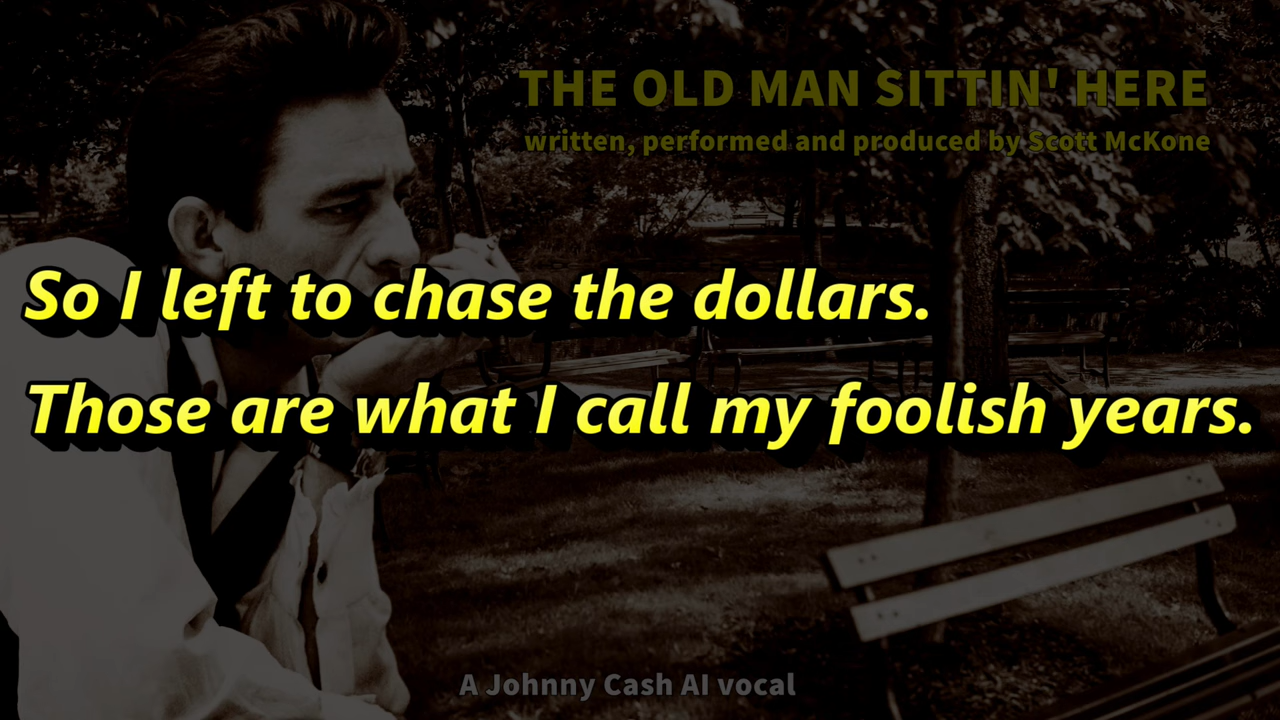 THE OLD MAN SITTIN' HERE
written, performed and produced by Scott McKone
So I left to chase the dollars.
Those are what I call my foolish years.
A Johnny Cash AI vocal